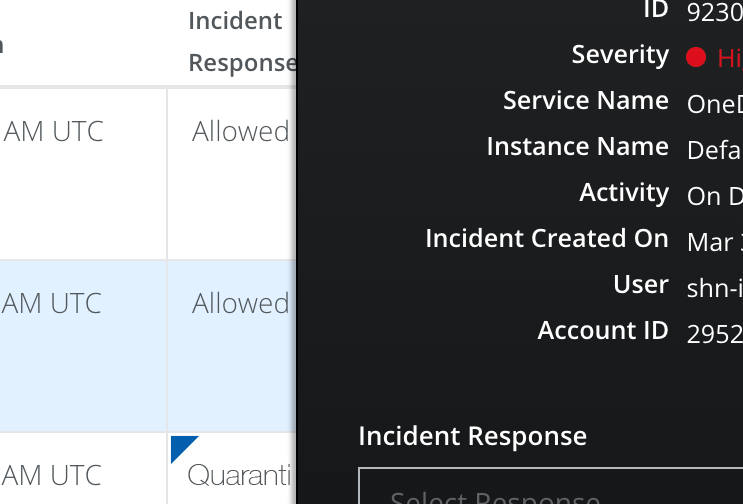 Incident
Response
AM UTC
Allowed
AM UTC
Allowed
AM UTC
Quaranti
ID 9230
Severity Hi
Service Name OneD
Instance Name Defa
Activity On D
Incident Created On Mar
User shn-i
Account ID 2952
Incident Response
Select Response